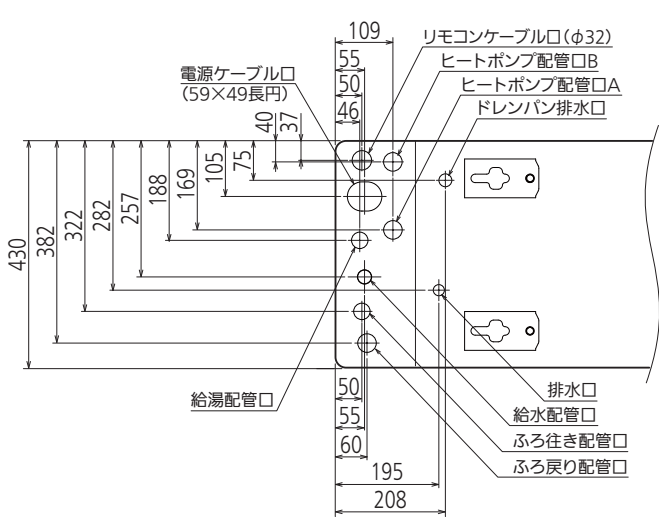 109
リモコンケーブル口(φ32)
55
ヒートポンプ配管口B
電源ケーブル口
(59×49長円)
50
ヒートポンプ配管口A
46
ドレンパン排水口
40
37
75
105
169
188
257
282
322
382
430
給湯配管口
50
55
60
195
208
排水口
給水配管口
ふろ往き配管口
ふろ戻り配管口